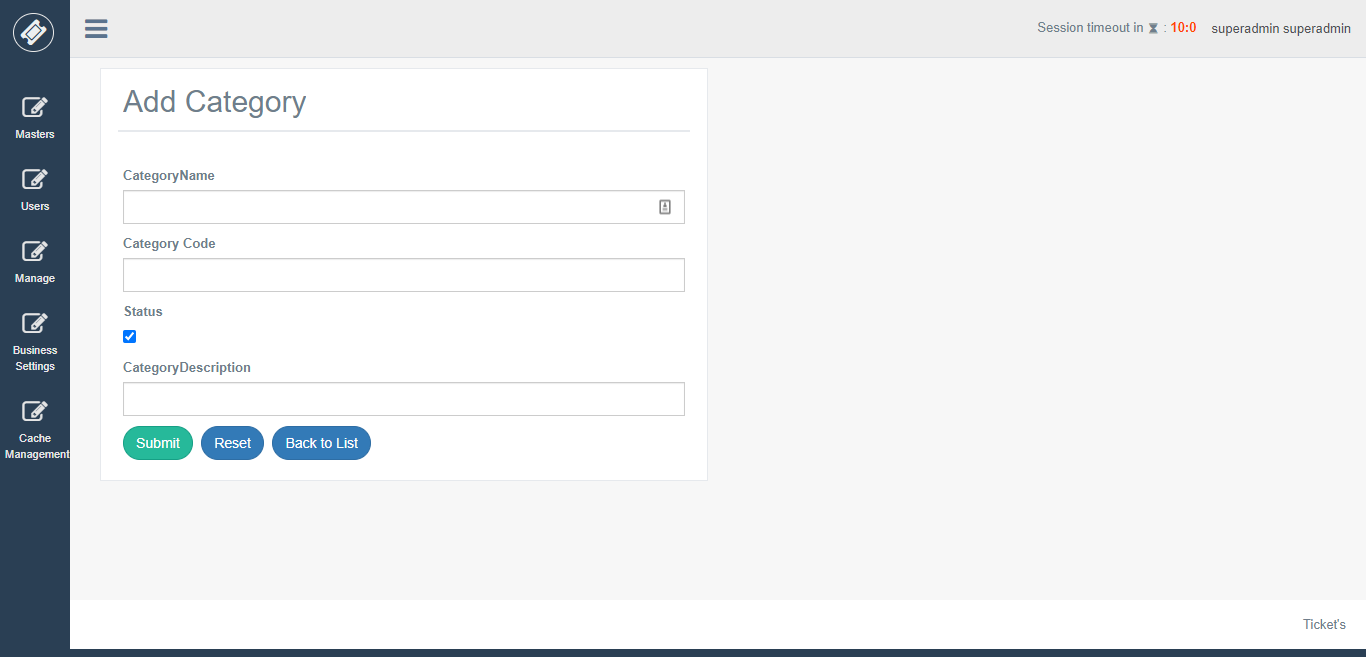 Session timeout in : 10:0 superadmin superadmin
Masters
Users
Manage
Business
Settings
Cache
Management
Add Category
CategoryName
Category Code
Status
CategoryDescription
Submit Reset Back to List
Ticket's